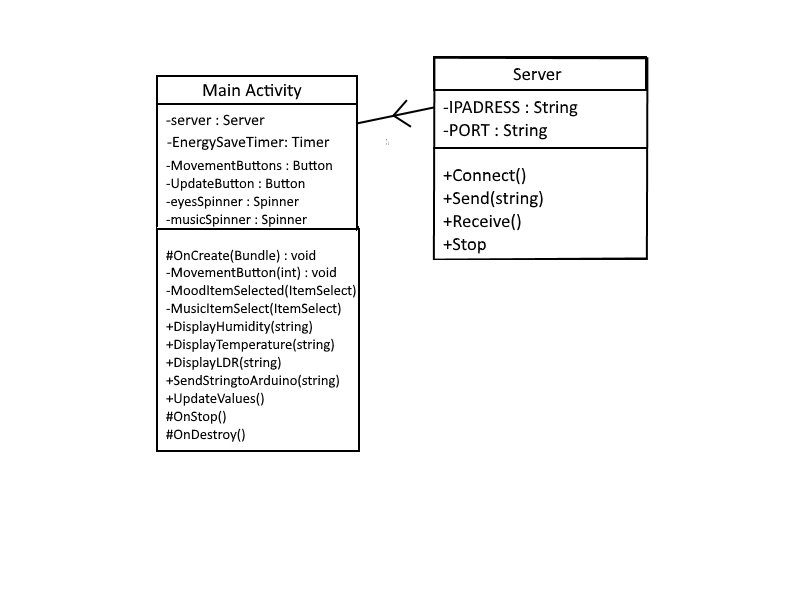 Main Activity
-server : Server
-EnergySaveTimer: Timer
-MovementButtons : Button
-UpdateButton : Button
-eyesSpinner : Spinner
-musicSpinner : Spinner
#OnCreate(Bundle) : void
-MovementButton(int) : void
-MoodItemSelected(ItemSelect)
-MusicItemSelect(ItemSelect)
+DisplayHumidity(string)
+DisplayTemperature(string)
+DisplayLDR(string)
+SendStringtoArduino(string)
+UpdateValues()
#OnStop()
#OnDestroy()
Server
-IPADRESS : String
-PORT : String
+Connect()
+Send(string)
+Receive()
+Stop